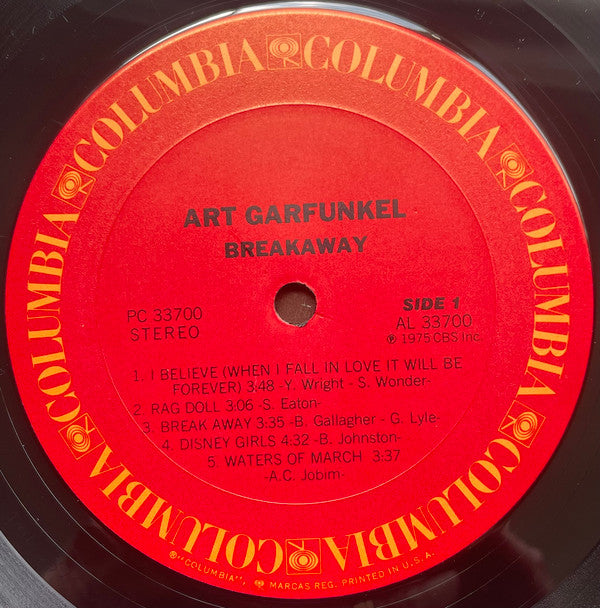 COLUMBIA COLUMBIA COLUMBIA COLUMBIA COLUMBIA COLUMBIA
ART GARFUNKEL
BREAKAWAY
PC 33700
STEREO
SIDE 1
AL 33700
℗ 1975 CBS Inc.
1. I BELIEVE (WHEN I FALL IN LOVE IT WILL BE
FOREVER) 3:48 -Y. Wright - S. Wonder-
2. RAG DOLL 3:06 -S. Eaton-
3. BREAK AWAY 3:35 -B. Gallagher - G. Lyle-
4. DISNEY GIRLS 4:32 -B. Johnston-
5. WATERS OF MARCH 3:37
-A.C. Jobim-
®"COLUMBIA", MARCAS REG. PRINTED IN U.S.A.